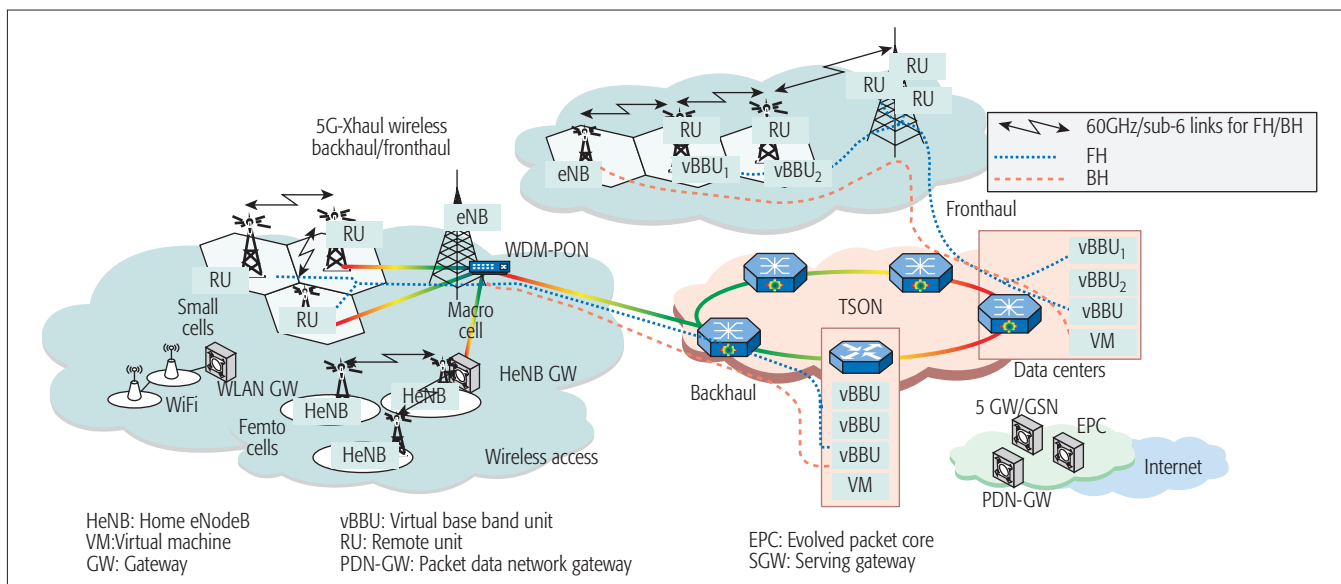 RU
RU
RU
RU
RU
eNB
vBBU1
vBBU2
60GHz/sub-6 links for FH/BH
FH
BH
5G-Xhaul wireless
backhaul/fronthaul
Fronthaul
eNB
WDM-PON
RU
RU
RU
Small
cells
Macro
cell
WLAN GW
WiFi
HeNB GW
HeNB
HeNB
HeNB
Femto
cells
Wireless access
TSON
Backhaul
vBBU1
vBBU2
vBBU
VM
Data centers
vBBU
vBBU
vBBU
VM
5 GW/GSN
EPC
PDN-GW
Internet
HeNB: Home eNodeB
VM:Virtual machine
GW: Gateway
vBBU: Virtual base band unit
RU: Remote unit
PDN-GW: Packet data network gateway
EPC: Evolved packet core
SGW: Serving gateway